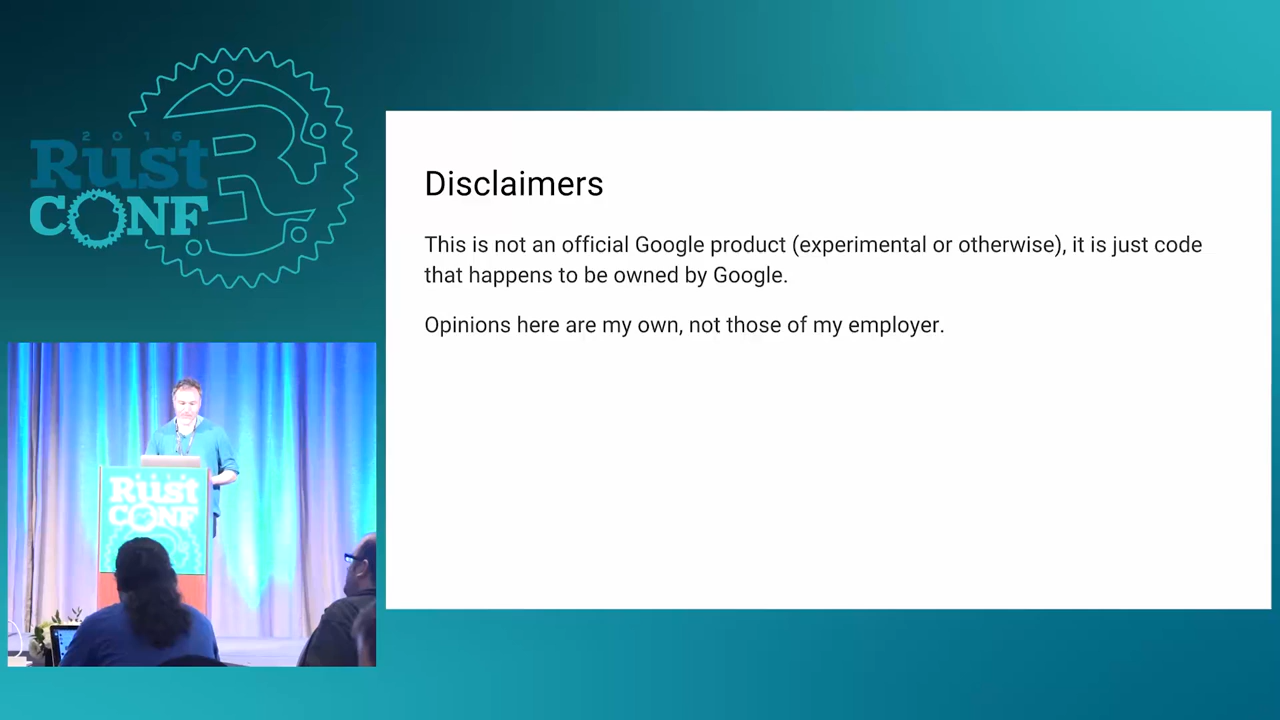 2016
Rust
CONF
Disclaimers
This is not an official Google product (experimental or otherwise), it is just code
that happens to be owned by Google.
Opinions here are my own, not those of my employer.
2016
Rust
CONF